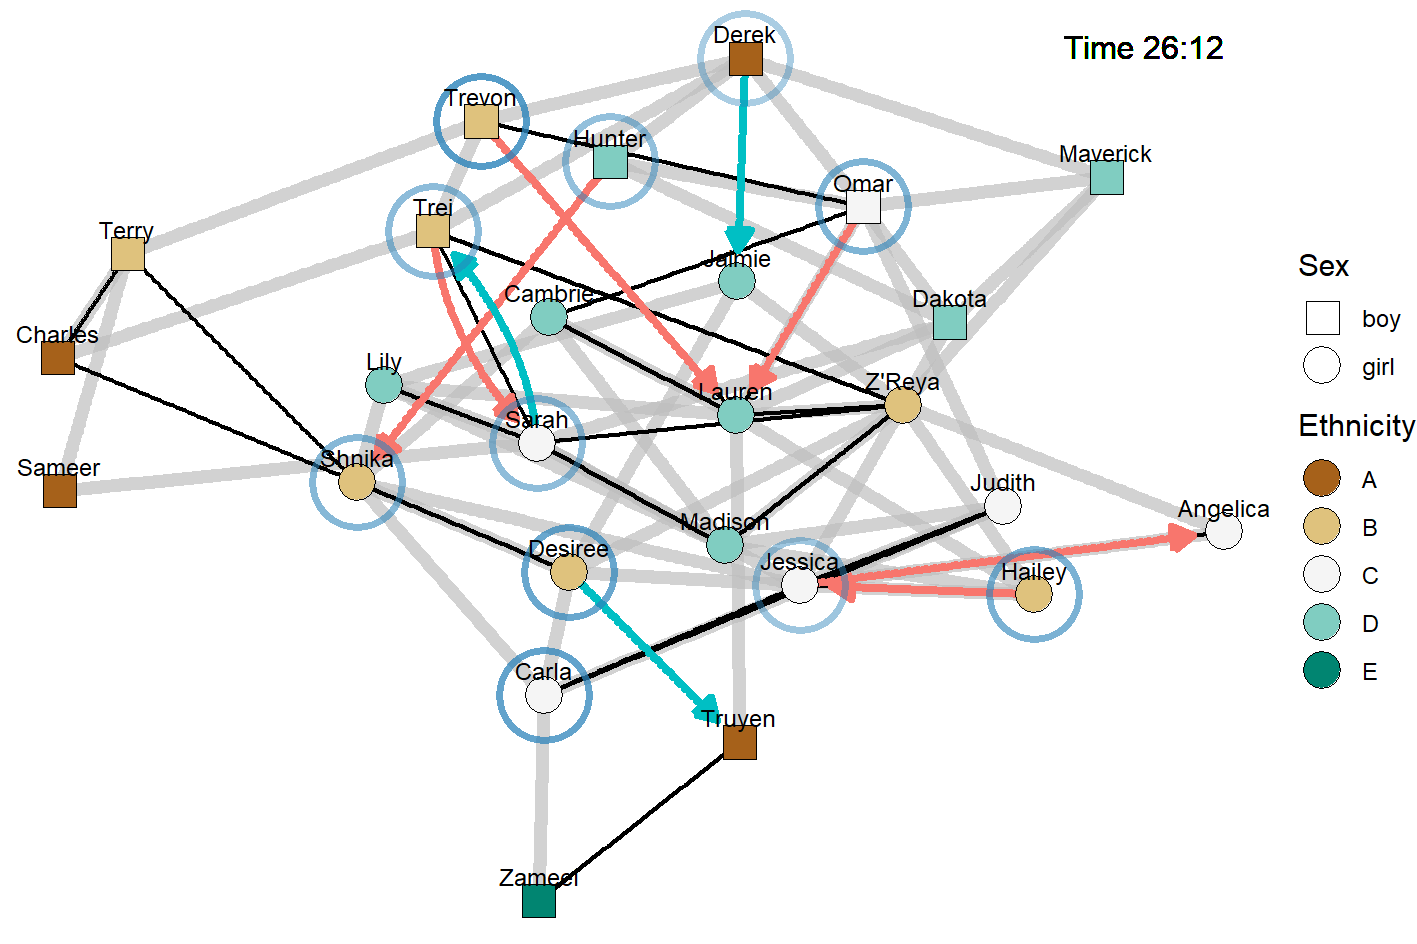 Derek
Time 26:12
Trevon
Hunter
Maverick
Omar
Trei
Terry
Jaimie
Cambrie
Dakota
Charles
Lily
Z'Reya
Lauren
Sarah
Shnika
Sameer
Judith
Angelica
Madison
Desiree
Jessica
Hailey
Carla
Truyen
Zameel
Sex
boy
girl
Ethnicity
A
B
C
D
E